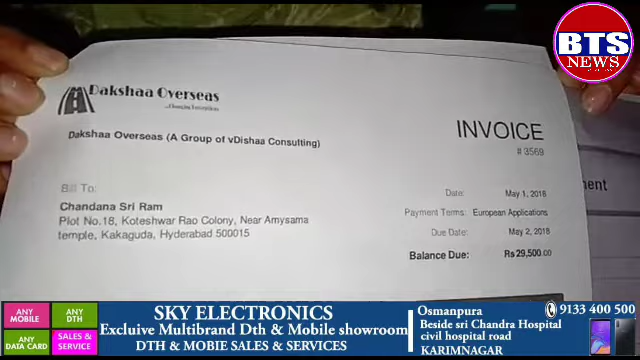 BTS
NEWS
Dakshaa Overseas
Dakshaa Overseas (A Group of vDishaa Consulting)
INVOICE
# 3569
Bill To:
Chandana Sri Ram
Plot No.18, Koteshwar Rao Colony, Near Amysama
temple, Kakaguda, Hyderabad 500015
Date: May 1, 2018
Payment Terms: European Applications
Due Date: May 2, 2018
Balance Due: Rs 29,500.00
ent
ANY MOBILE
ANY DTH
ANY DATA CARD
SALES & SERVICE
SKY ELECTRONICS
Excluive Multibrand Dth & Mobile showroom
DTH & MOBIE SALES & SERVICES
Osmanpura
9133 400 500
Beside sri Chandra Hospital
civil hospital road
KARIMNAGAR